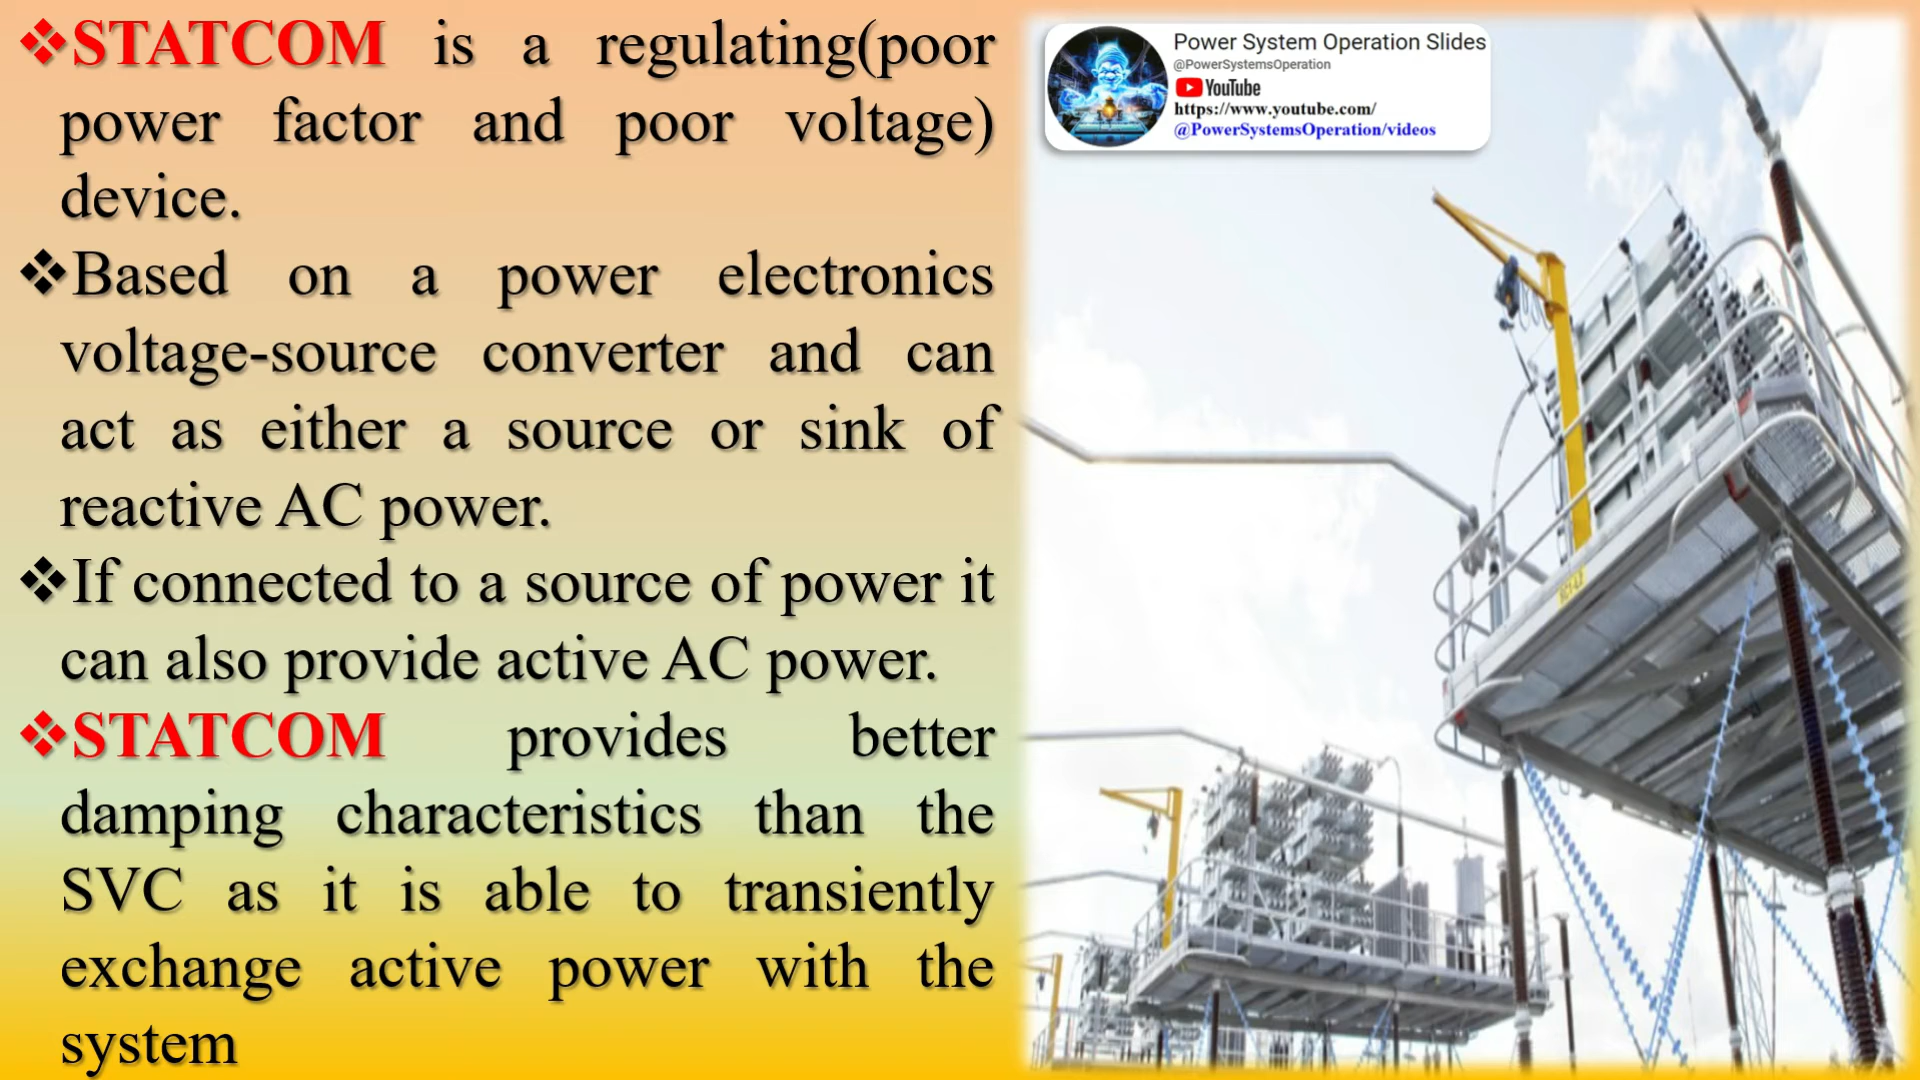 ❖STATCOM is a regulating(poor
power factor and poor voltage)
device.
❖Based on a power electronics
voltage-source converter and can
act as either a source or sink of
reactive AC power.
❖If connected to a source of power it
can also provide active AC power.
❖STATCOM provides better
damping characteristics than the
SVC as it is able to transiently
exchange active power with the
system
Power System Operation Slides
@PowerSystemsOperation
YouTube
https://www.youtube.com/
@PowerSystemsOperation/videos